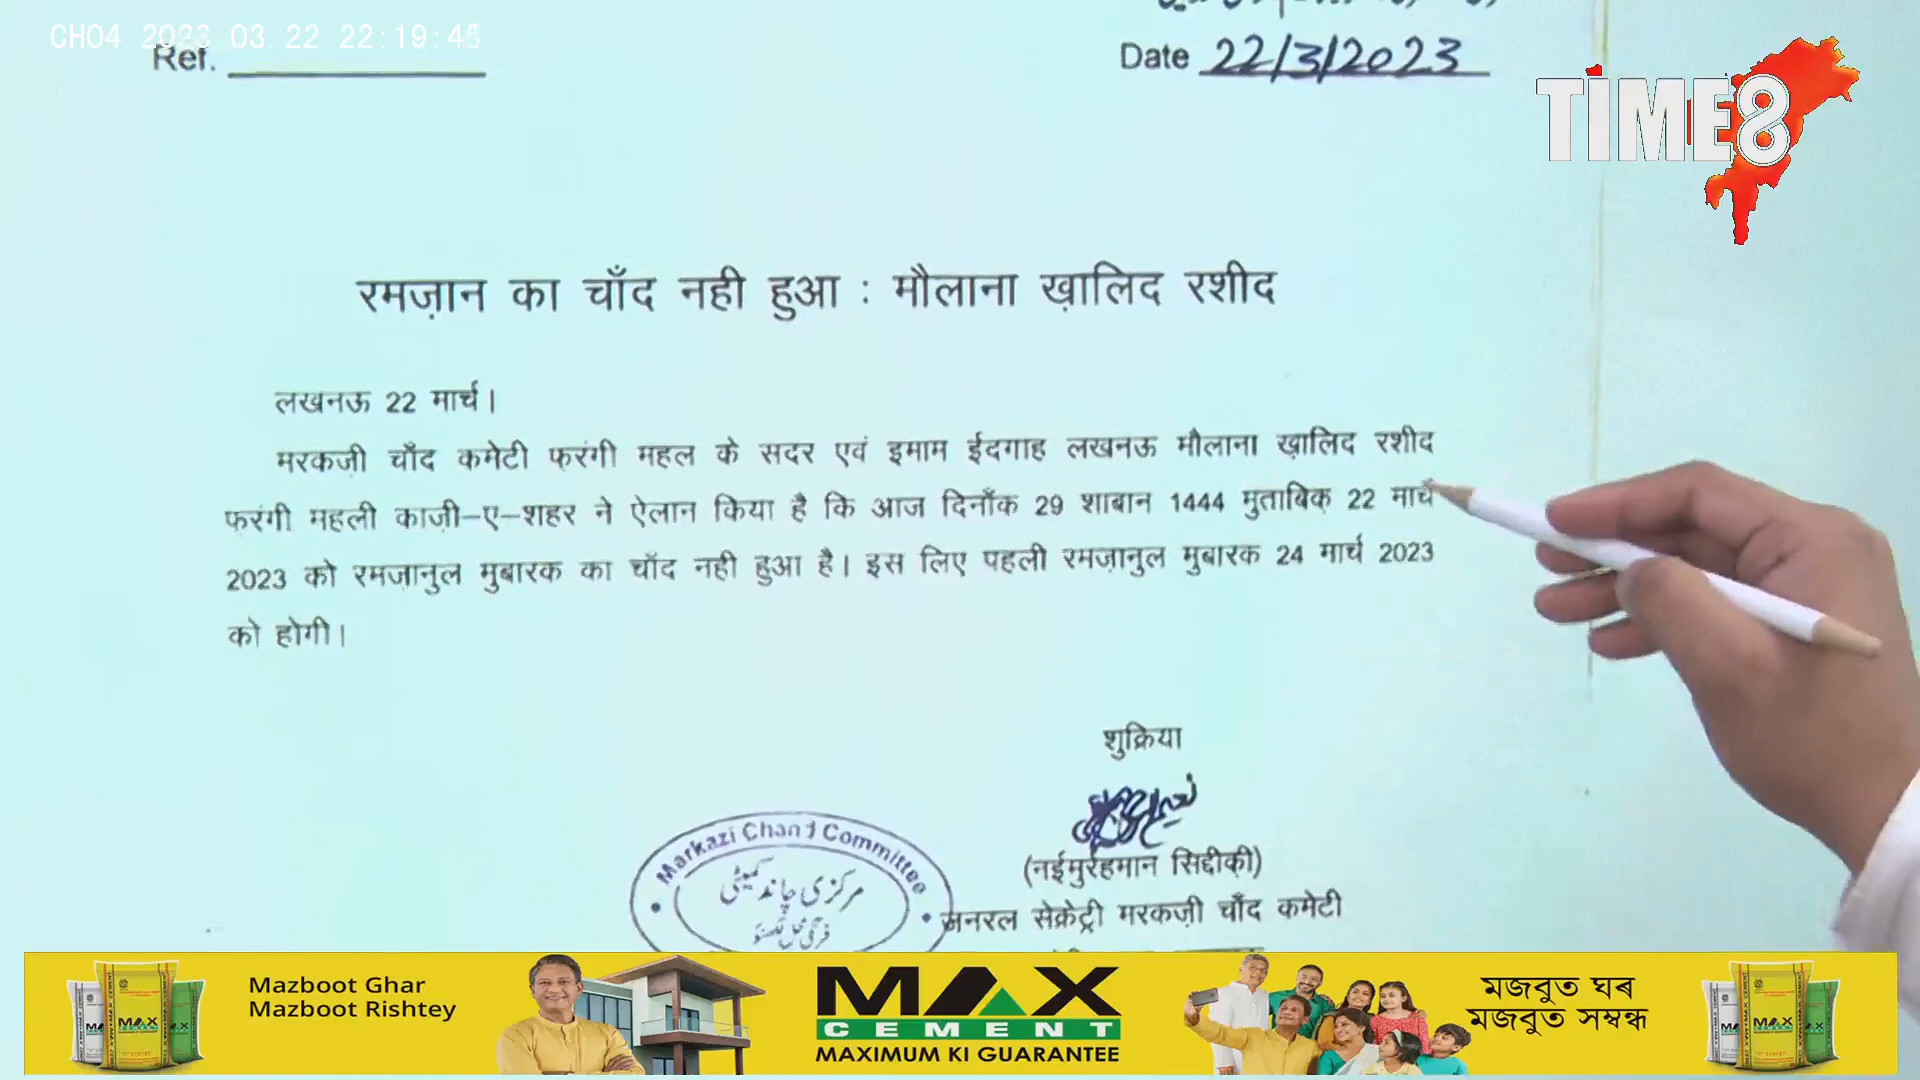 CH04 2023 03.22 22:19:45
Ref.
Date 22/3/2023
TIME8
रमज़ान का चाँद नही हुआ : मौलाना ख़ालिद रशीद
लखनऊ 22 मार्च।
मरकज़ी चाँद कमेटी फरंगी महल के सदर एवं इमाम ईदगाह लखनऊ मौलाना ख़ालिद रशीद
फरंगी महली काज़ी-ए-शहर ने ऐलान किया है कि आज दिनाँक 29 शाबान 1444 मुताबिक़ 22 मार्च
2023 को रमज़ानुल मुबारक का चाँद नही हुआ है। इस लिए पहली रमज़ानुल मुबारक 24 मार्च 2023
को होगी।
शुक्रिया
(नईमुर्रहमान सिद्दीक़ी)
जनरल सेक्रेट्री मरकज़ी चाँद कमेटी
Markazi Chand Committee
مرکزی چاند کمیٹی
فرنگی محل لکھنؤ
Mazboot Ghar
Mazboot Rishtey
MAX
CEMENT
MAXIMUM KI GUARANTEE
মজবুত ঘৰ
মজবুত সম্বন্ধ